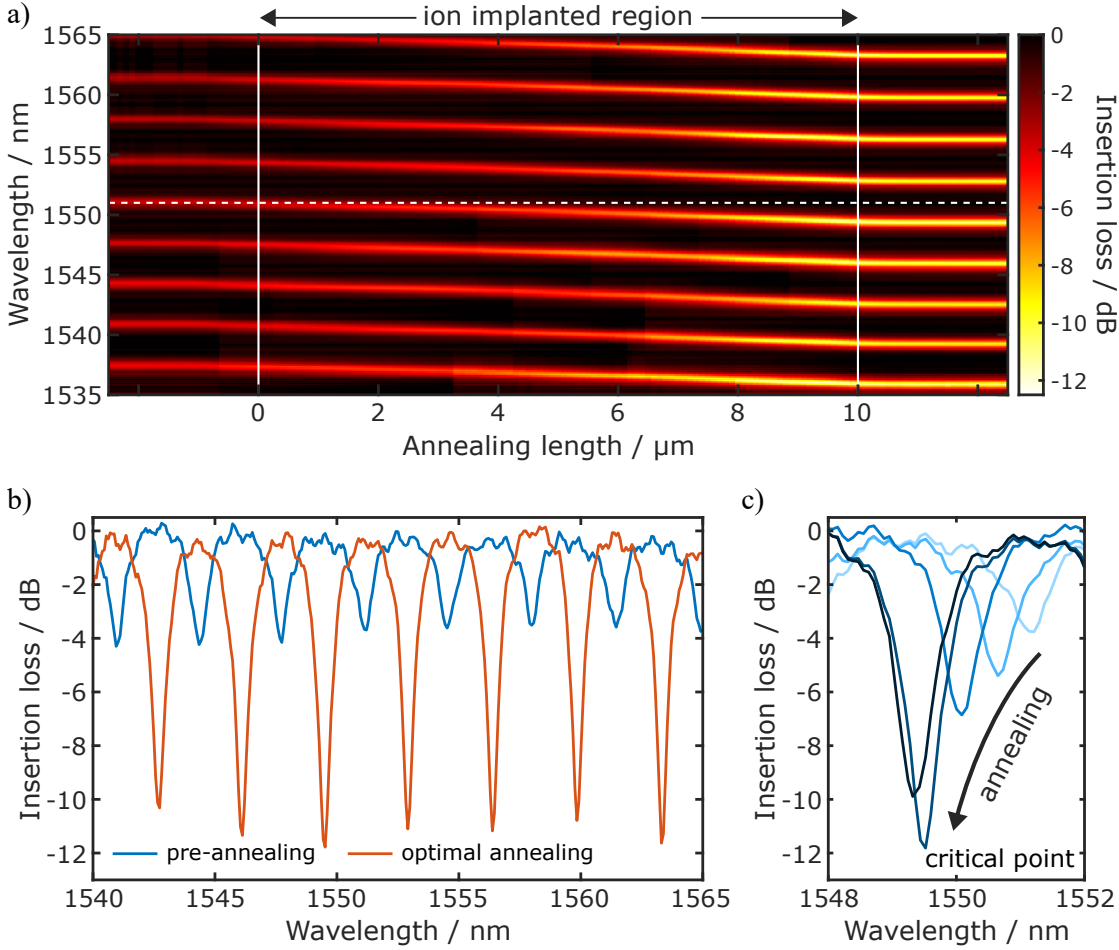 a)
ion implanted region
1565
1560
1555
1550
1545
1540
1535
Wavelength / nm
0
2
4
6
8
10
Annealing length / μm
0
-2
-4
-6
-8
-10
-12
Insertion loss / dB
b)
0
-2
-4
-6
-8
-10
-12
Insertion loss / dB
pre-annealing
optimal annealing
1540
1545
1550
1555
1560
1565
Wavelength / nm
c)
0
-2
-4
-6
-8
-10
-12
Insertion loss / dB
annealing
critical point
1548
1550
1552
Wavelength / nm